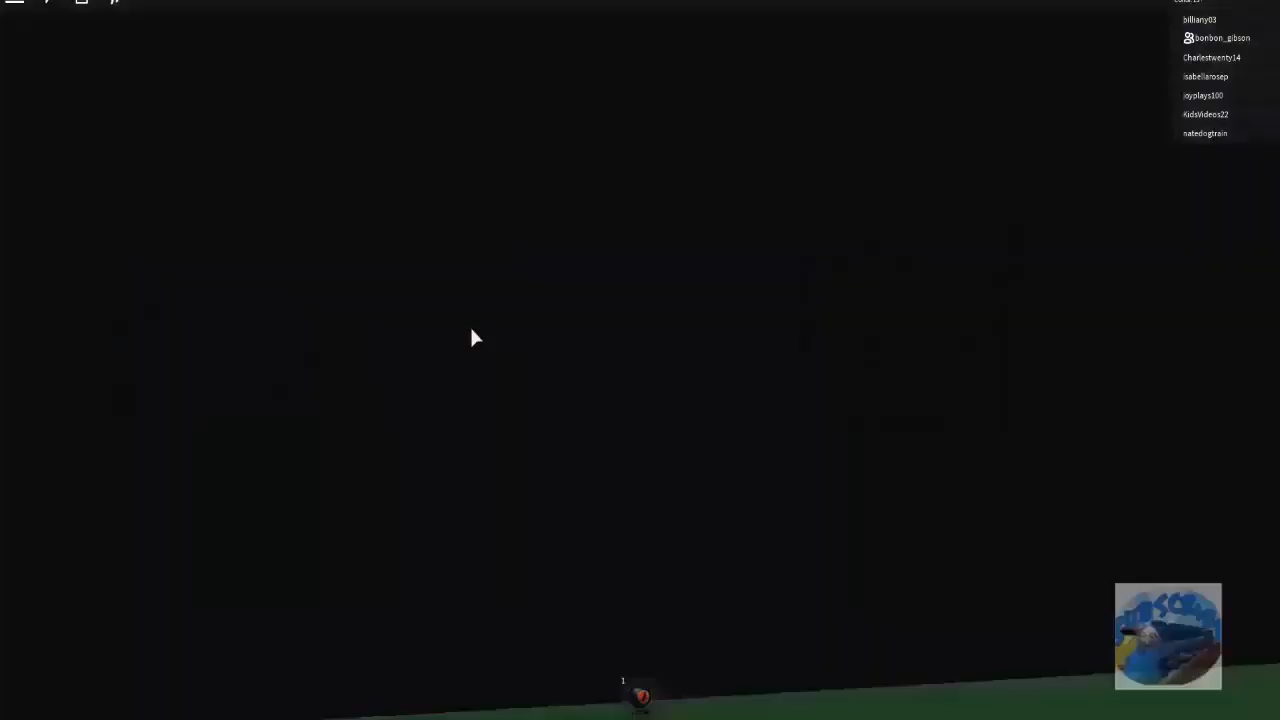 billiany03
bonbon_gibson
Charlestwenty14
isabellarosep
joyplays100
KidsVideos22
natedogtrain
1